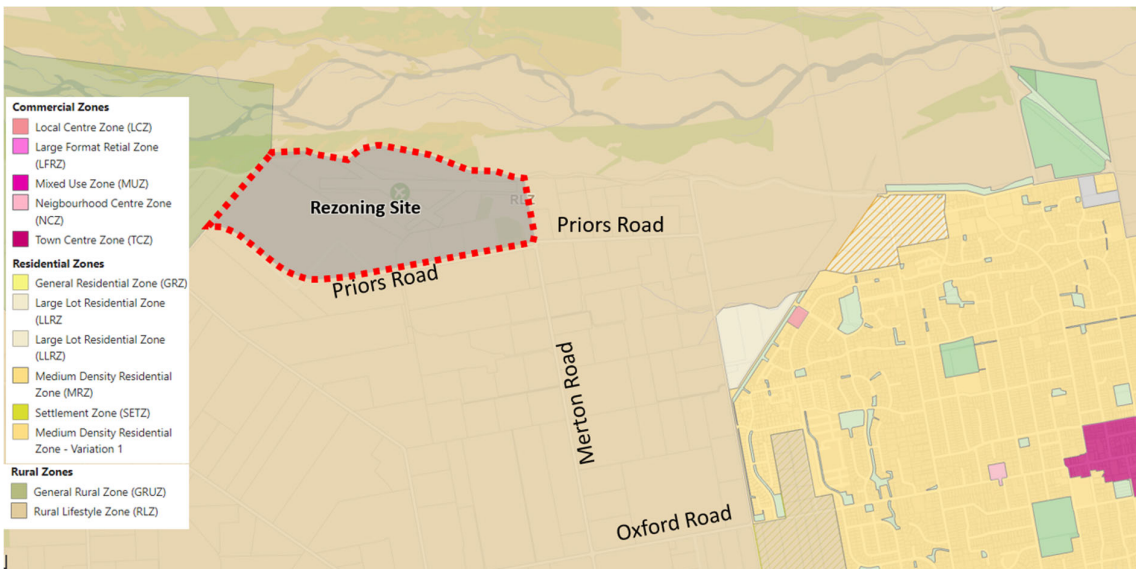 Commercial Zones
Local Centre Zone (LCZ)
Large Format Retial Zone
(LFRZ)
Mixed Use Zone (MUZ)
Neigbourhood Centre Zone
(NCZ)
Town Centre Zone (TCZ)
Residential Zones
General Residential Zone (GRZ)
Large Lot Residential Zone
(LLRZ
Large Lot Residential Zone
(LLRZ)
Medium Density Residential
Zone (MRZ)
Settlement Zone (SETZ)
Medium Density Residential
Zone - Variation 1
Rural Zones
General Rural Zone (GRUZ)
Rural Lifestyle Zone (RLZ)
RLZ
Rezoning Site
Priors Road
Priors Road
Merton Road
Oxford Road